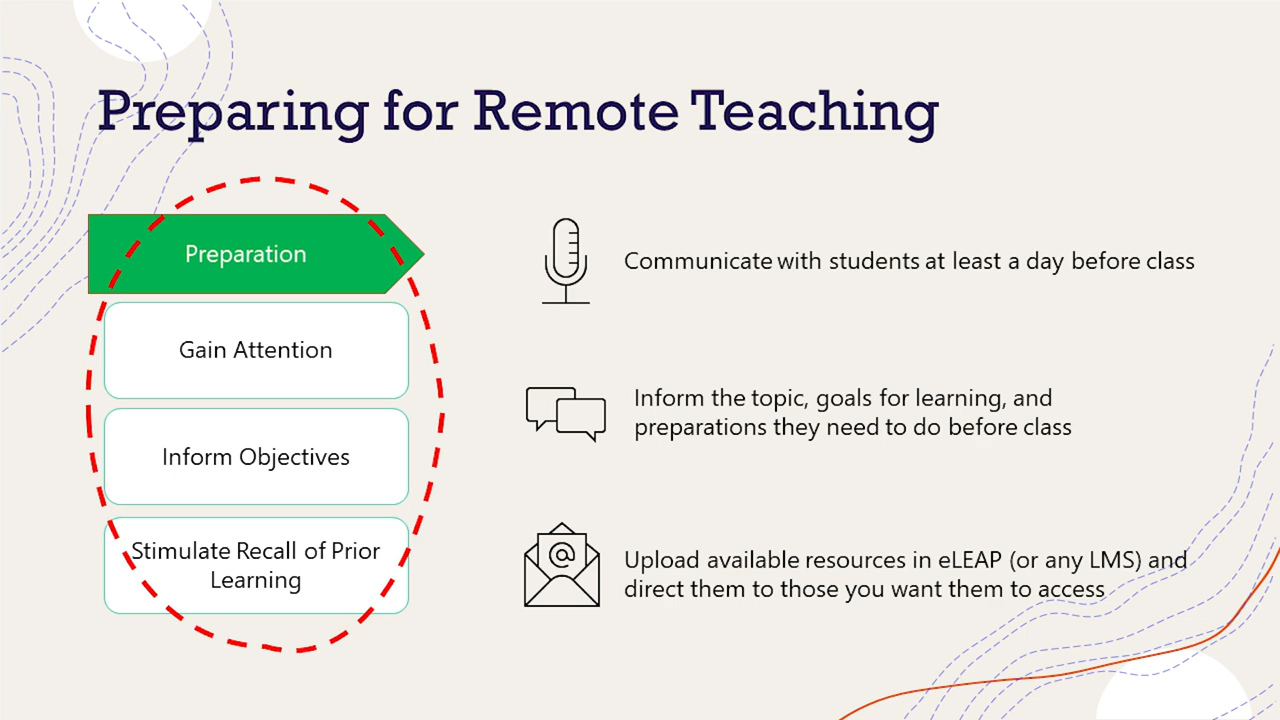 Preparing for Remote Teaching
Preparation
Gain Attention
Inform Objectives
Stimulate Recall of Prior
Learning
Communicate with students at least a day before class
Inform the topic, goals for learning, and
preparations they need to do before class
@
Upload available resources in eLEAP (or any LMS) and
direct them to those you want them to access